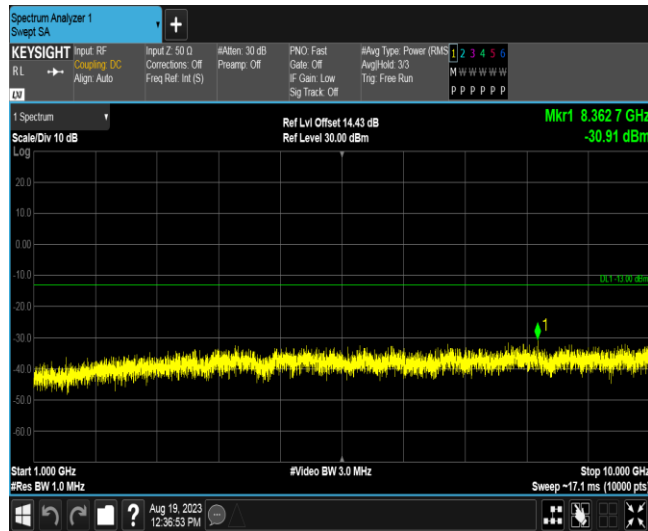 Spectrum Analyzer 1
Swept SA
+
KEYSIGHT
RL
LXI
Input: RF
Coupling: DC
Align: Auto
Input Z: 50 Ω
Corrections: Off
Freq Ref: Int (S)
#Atten: 30 dB
Preamp: Off
PNO: Fast
Gate: Off
IF Gain: Low
Sig Track: Off
#Avg Type: Power (RMS
Avg|Hold: 3/3
Trig: Free Run
1 2 3 4 5 6
M W W W W W
P P P P P P
1 Spectrum
Scale/Div 10 dB
Log
Ref Lvl Offset 14.43 dB
Ref Level 30.00 dBm
Mkr1 8.362 7 GHz
-30.91 dBm
20.0
10.0
0.00
-10.0
DL1 -13.00 dBm
-20.0
-30.0
1
-40.0
-50.0
-60.0
Start 1.000 GHz
#Res BW 1.0 MHz
#Video BW 3.0 MHz
Stop 10.000 GHz
Sweep ~17.1 ms (10000 pts)
?
Aug 19, 2023
12:36:53 PM